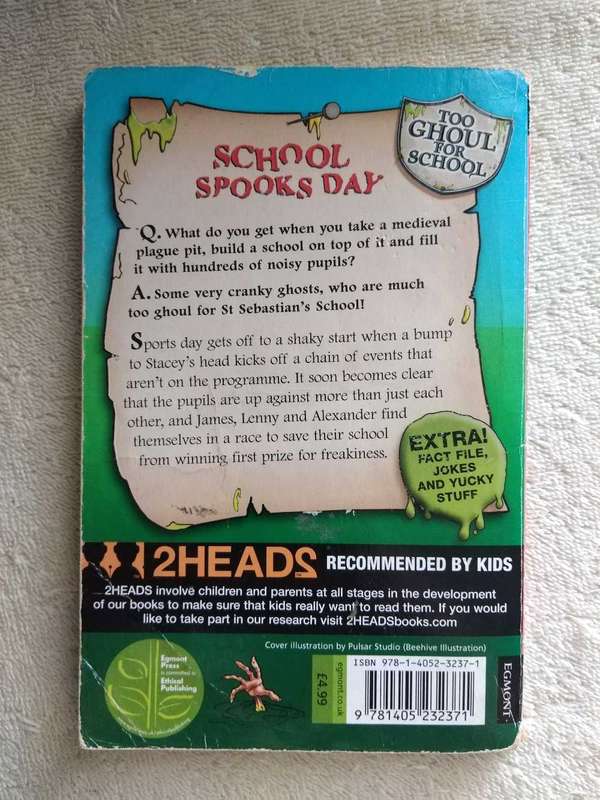 TOO
GHOUL
FOR
SCHOOL
SCHOOL
SPOOKS DAY
Q. What do you get when you take a medieval
plague pit, build a school on top of it and fill
it with hundreds of noisy pupils?
A. Some very cranky ghosts, who are much
too ghoul for St Sebastian's School!
Sports day gets off to a shaky start when a bump
to Stacey's head kicks off a chain of events that
aren't on the programme. It soon becomes clear
that the pupils are up against more than just each
other, and James, Lenny and Alexander find
themselves in a race to save their school
from winning first prize for freakiness.
EXTRA!
FACT FILE,
JOKES
AND YUCKY
STUFF
2HEADS RECOMMENDED BY KIDS
2HEADS involve children and parents at all stages in the development
of our books to make sure that kids really want to read them. If you would
like to take part in our research visit 2HEADSbooks.com
Cover illustration by Pulsar Studio (Beehive Illustration)
Egmont
Press
is committed to
Ethical
Publishing
£4.99
egmont.co.uk
ISBN 978-1-4052-3237-1
9 781405 232371
EGMONT